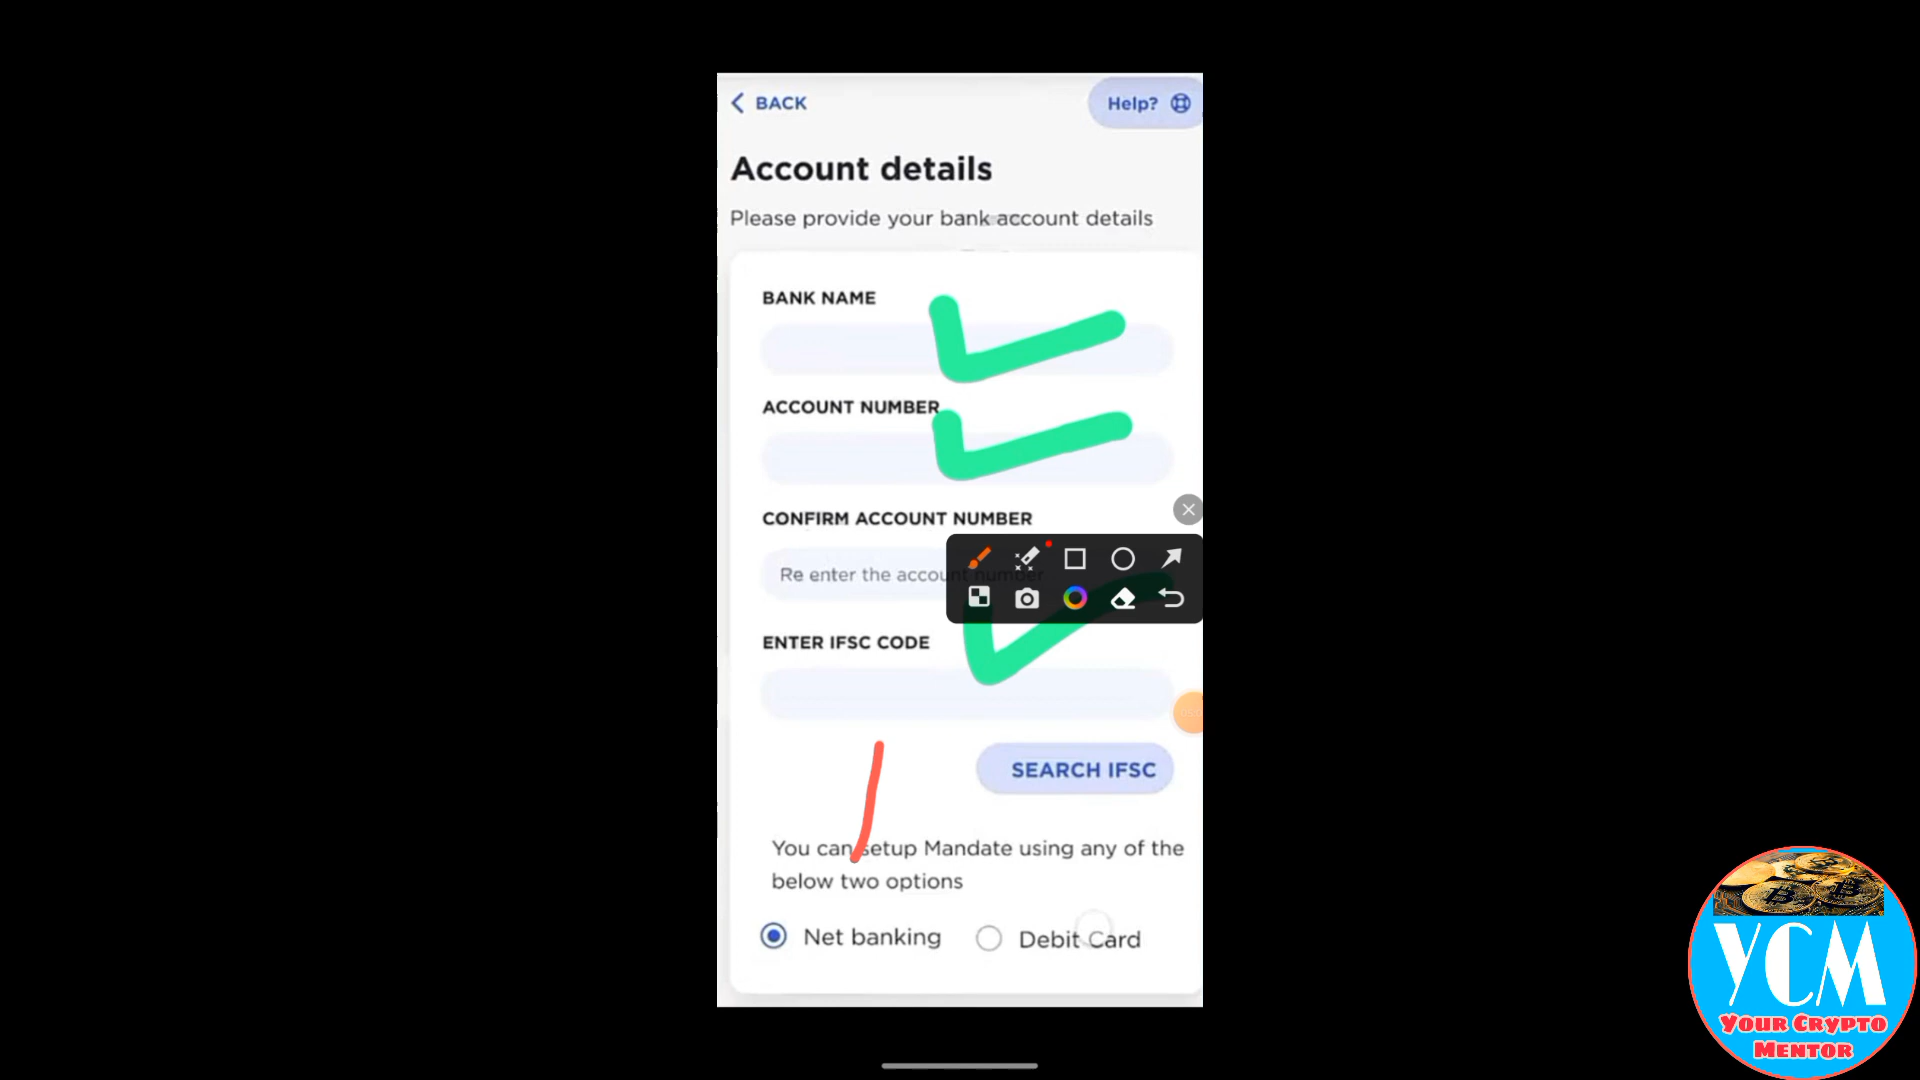 BACK
Help?
Account details
Please provide your bank account details
BANK NAME
ACCOUNT NUMBER
CONFIRM ACCOUNT NUMBER
Re enter the account number
ENTER IFSC CODE
SEARCH IFSC
You can setup Mandate using any of the
below two options
Net banking
Debit Card
YCM
YOUR CRYPTO
MENTOR